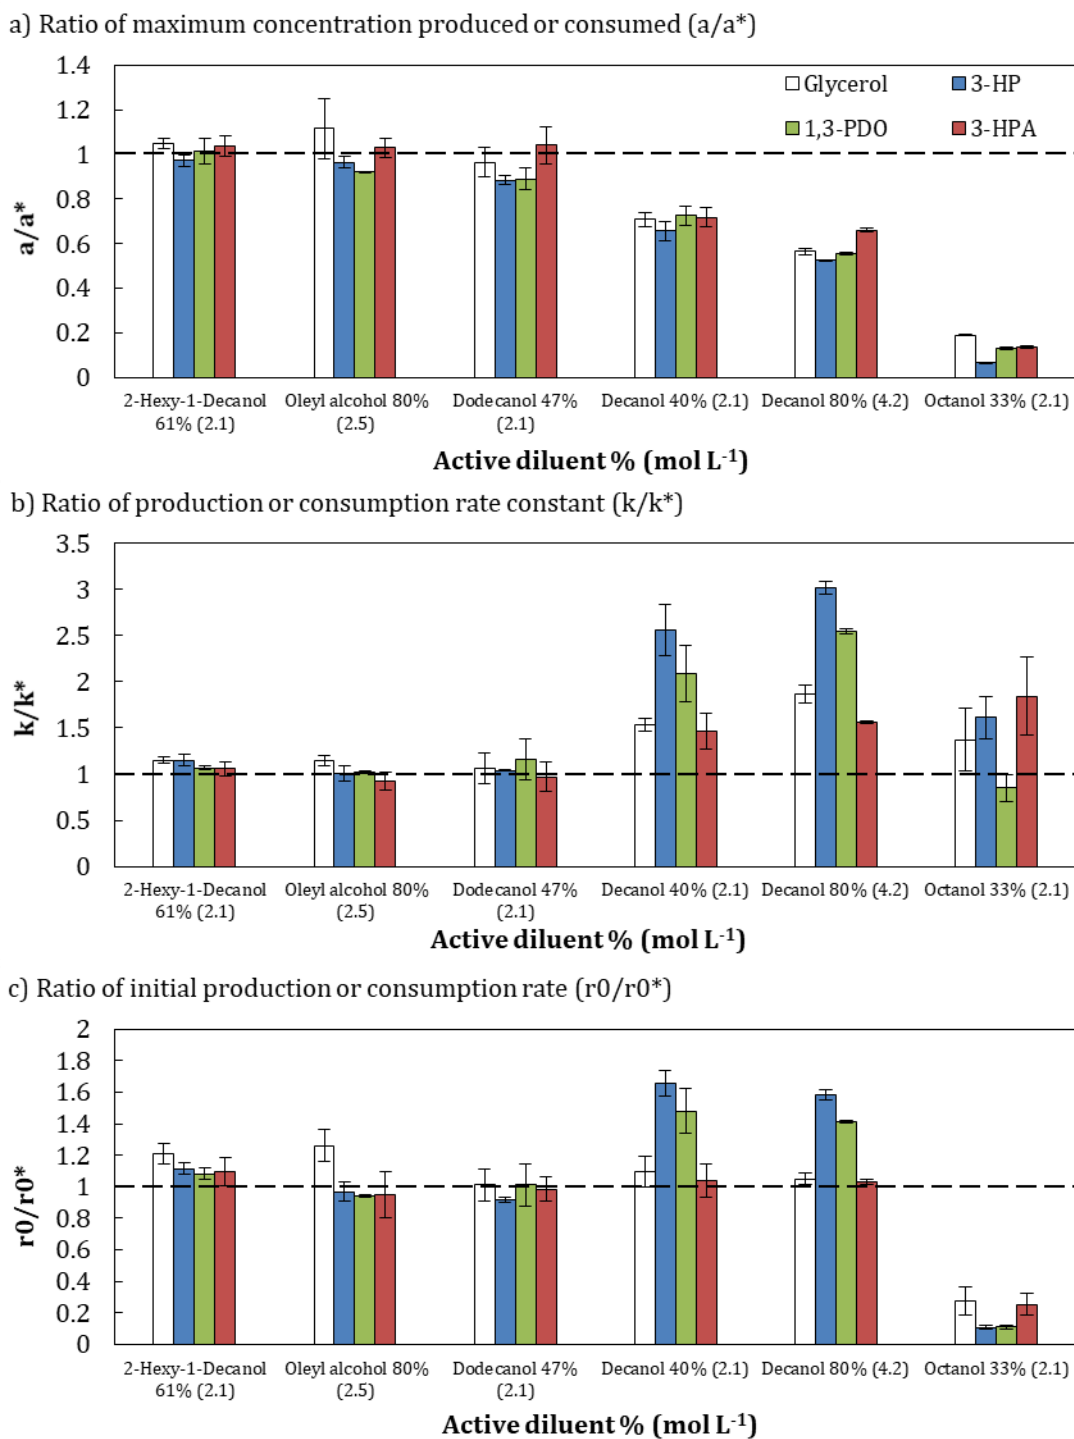 a) Ratio of maximum concentration produced or consumed (a/a*)
1.4
1.2
1
0.8
0.6
0.4
0.2
0
a/a*
Glycerol
3-HP
1,3-PDO
3-HPA
2-Hexy-1-Decanol
61% (2.1)
Oleyl alcohol 80%
(2.5)
Dodecanol 47%
(2.1)
Decanol 40% (2.1)
Decanol 80% (4.2)
Octanol 33% (2.1)
Active diluent % (mol L-1)
b) Ratio of production or consumption rate constant (k/k*)
3.5
3
2.5
2
1.5
1
0.5
0
k/k*
2-Hexy-1-Decanol
61% (2.1)
Oleyl alcohol 80%
(2.5)
Dodecanol 47%
(2.1)
Decanol 40% (2.1)
Decanol 80% (4.2)
Octanol 33% (2.1)
Active diluent % (mol L-1)
c) Ratio of initial production or consumption rate (r0/r0*)
2
1.8
1.6
1.4
1.2
1
0.8
0.6
0.4
0.2
0
r0/r0*
2-Hexy-1-Decanol
61% (2.1)
Oleyl alcohol 80%
(2.5)
Dodecanol 47%
(2.1)
Decanol 40% (2.1)
Decanol 80% (4.2)
Octanol 33% (2.1)
Active diluent % (mol L-1)